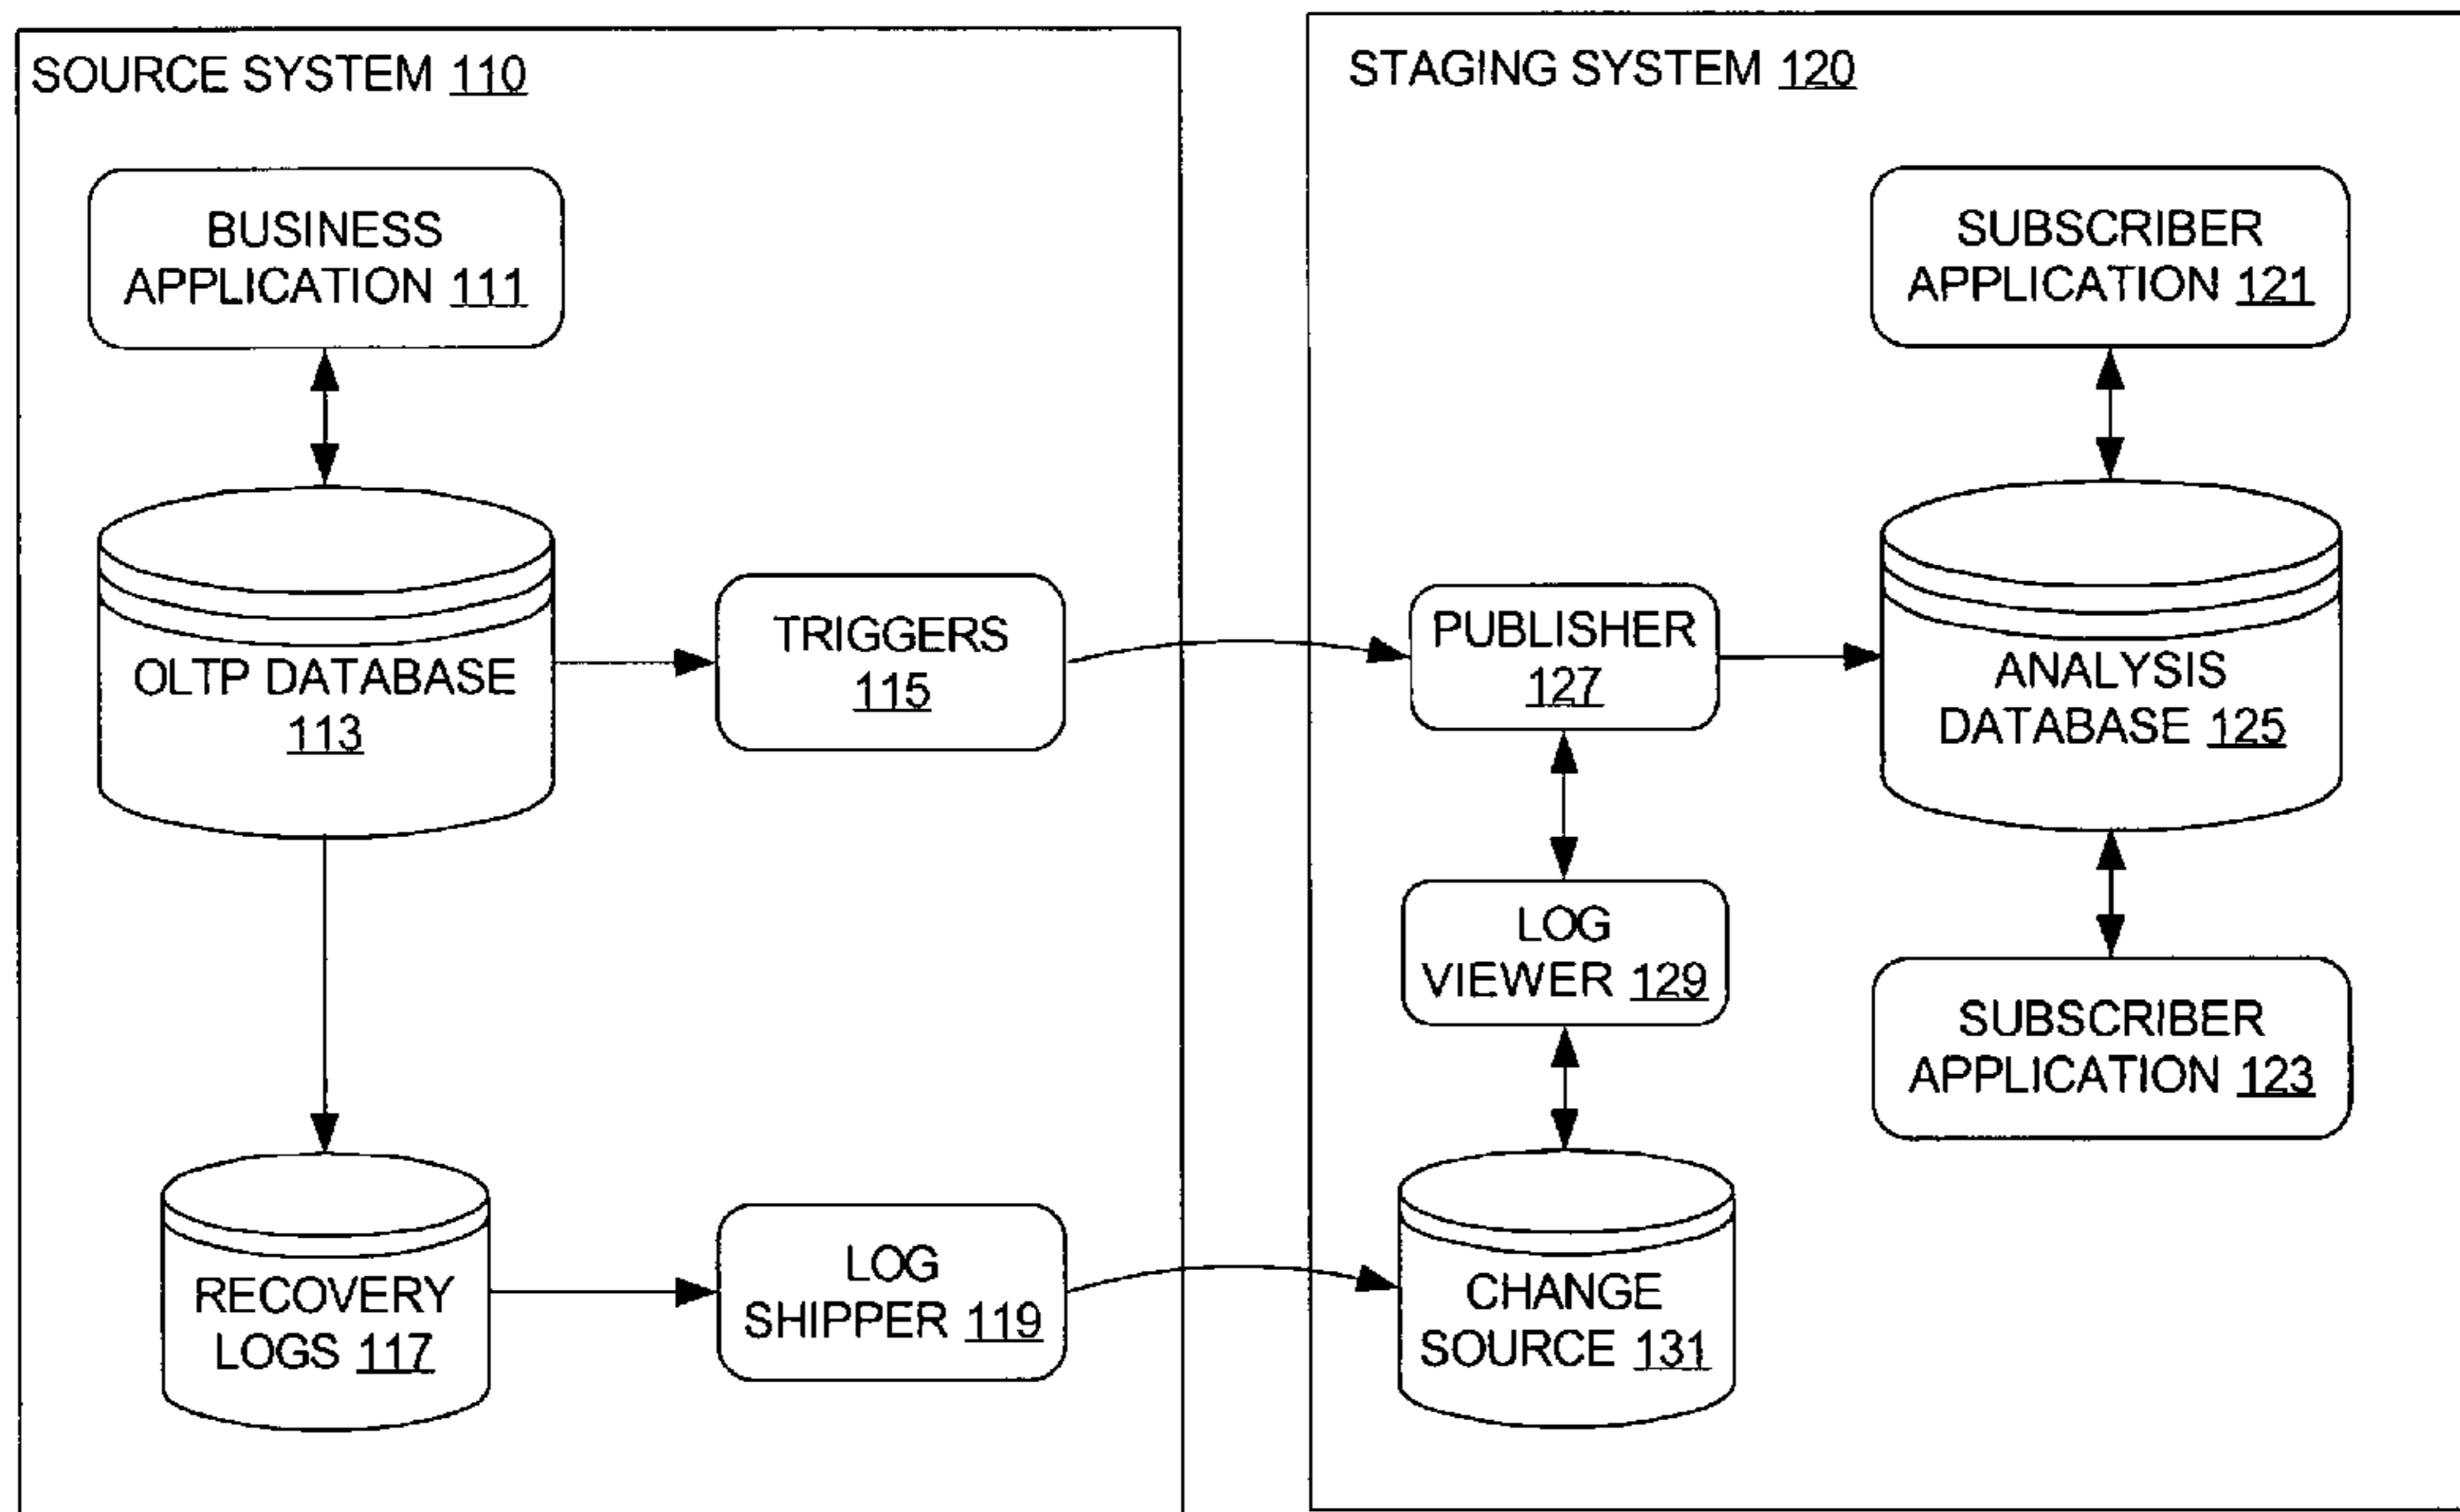 SOURCE SYSTEM 110
BUSINESS
APPLICATION 111
OLTP DATABASE
113
TRIGGERS
115
RECOVERY
LOGS 117
LOG
SHIPPER 119
STAGING SYSTEM 120
SUBSCRIBER
APPLICATION 121
PUBLISHER
127
ANALYSIS
DATABASE 125
LOG
VIEWER 129
SUBSCRIBER
APPLICATION 123
CHANGE
SOURCE 131